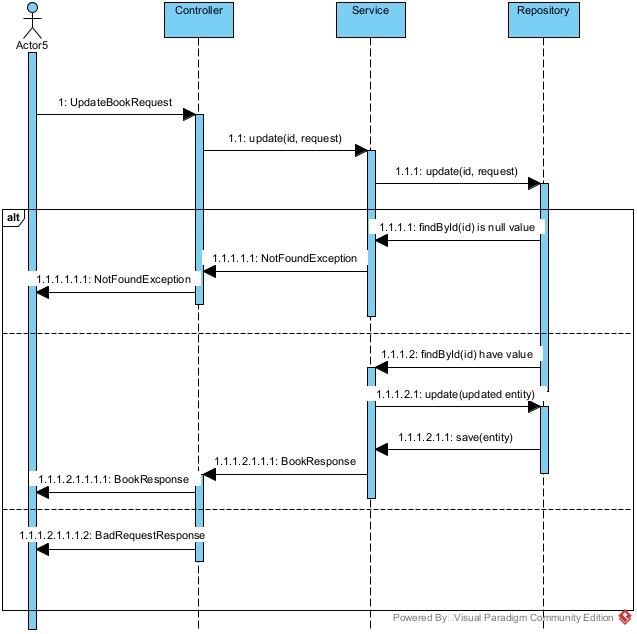 Controller
Service
Repository
Actor5
1: UpdateBookRequest
1.1: update(id, request)
1.1.1: update(id, request)
alt
1.1.1.1: findById(id) is null value
1.1.1.1.1: NotFoundException
1.1.1.1.1.1: NotFoundException
1.1.1.2: findById(id) have value
1.1.1.2.1: update(updated entity)
1.1.1.2.1.1: save(entity)
1.1.1.2.1.1.1: BookResponse
1.1.1.2.1.1.1.1: BookResponse
1.1.1.2.1.1.1.2: BadRequestResponse
Powered By Visual Paradigm Community Edition